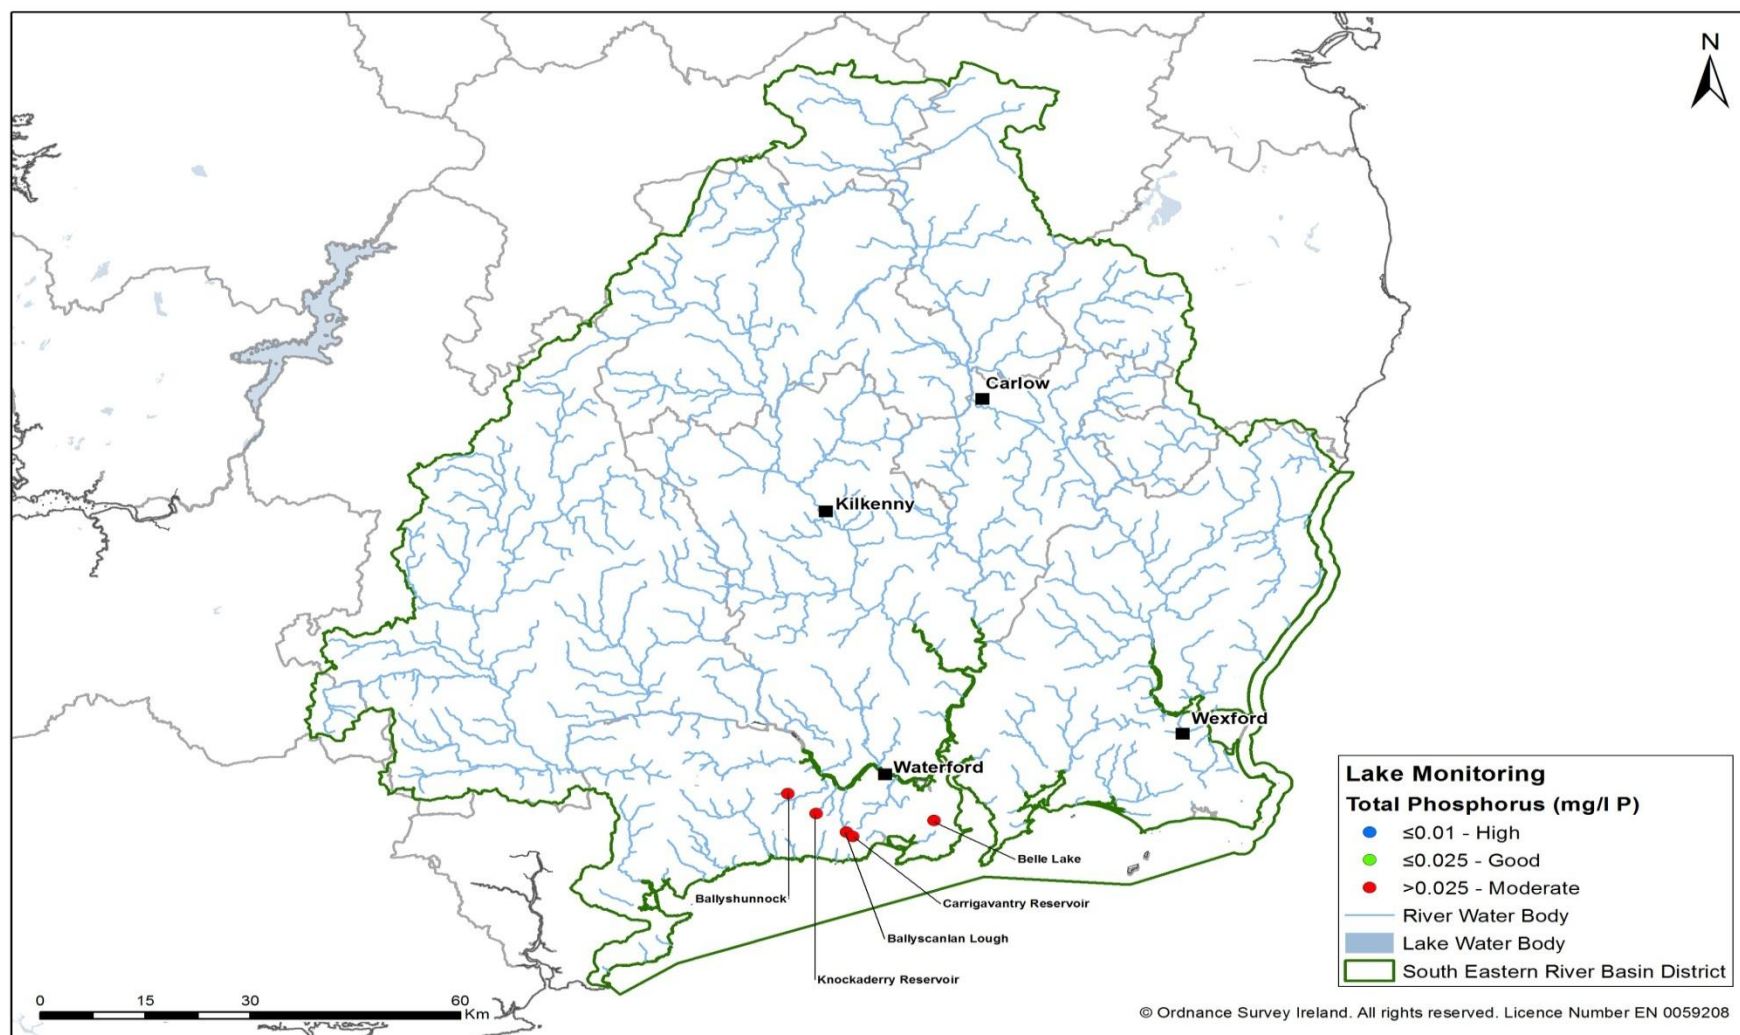 N
Carlow
Kilkenny
Wexford
Waterford
Belle Lake
Ballyshunnock
Carrigavantry Reservoir
Ballyscanlan Lough
Knockaderry Reservoir
Lake Monitoring
Total Phosphorus (mg/l P)
≤0.01 - High
≤0.025 - Good
>0.025 - Moderate
River Water Body
Lake Water Body
South Eastern River Basin District
0 15 30 60
Km
© Ordnance Survey Ireland. All rights reserved. Licence Number EN 0059208